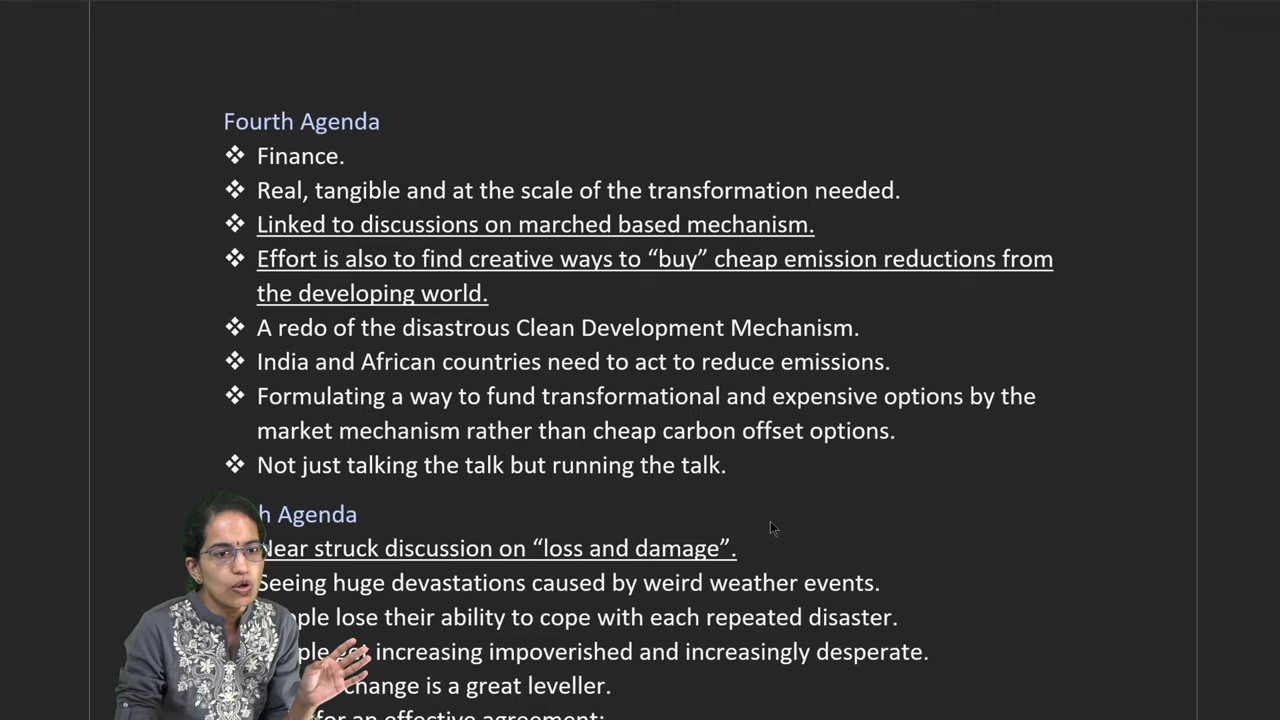 Fourth Agenda
❖ Finance.
❖ Real, tangible and at the scale of the transformation needed.
❖ Linked to discussions on marched based mechanism.
❖ Effort is also to find creative ways to “buy” cheap emission reductions from
the developing world.
❖ A redo of the disastrous Clean Development Mechanism.
❖ India and African countries need to act to reduce emissions.
❖ Formulating a way to fund transformational and expensive options by the
market mechanism rather than cheap carbon offset options.
❖ Not just talking the talk but running the talk.
h Agenda
Near struck discussion on “loss and damage”.
Seeing huge devastations caused by weird weather events.
ople lose their ability to cope with each repeated disaster.
increasing impoverished and increasingly desperate.
change is a great leveller.
for an effective agreement: